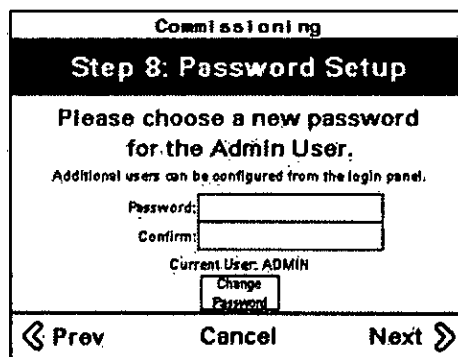 Commissioning
Step 8: Password Setup
Please choose a new password
for the Admin User.
Additional users can be configured from the login panel.
Password:
Confirm:
Current User: ADMIN
Change
Password
Prev Cancel Next